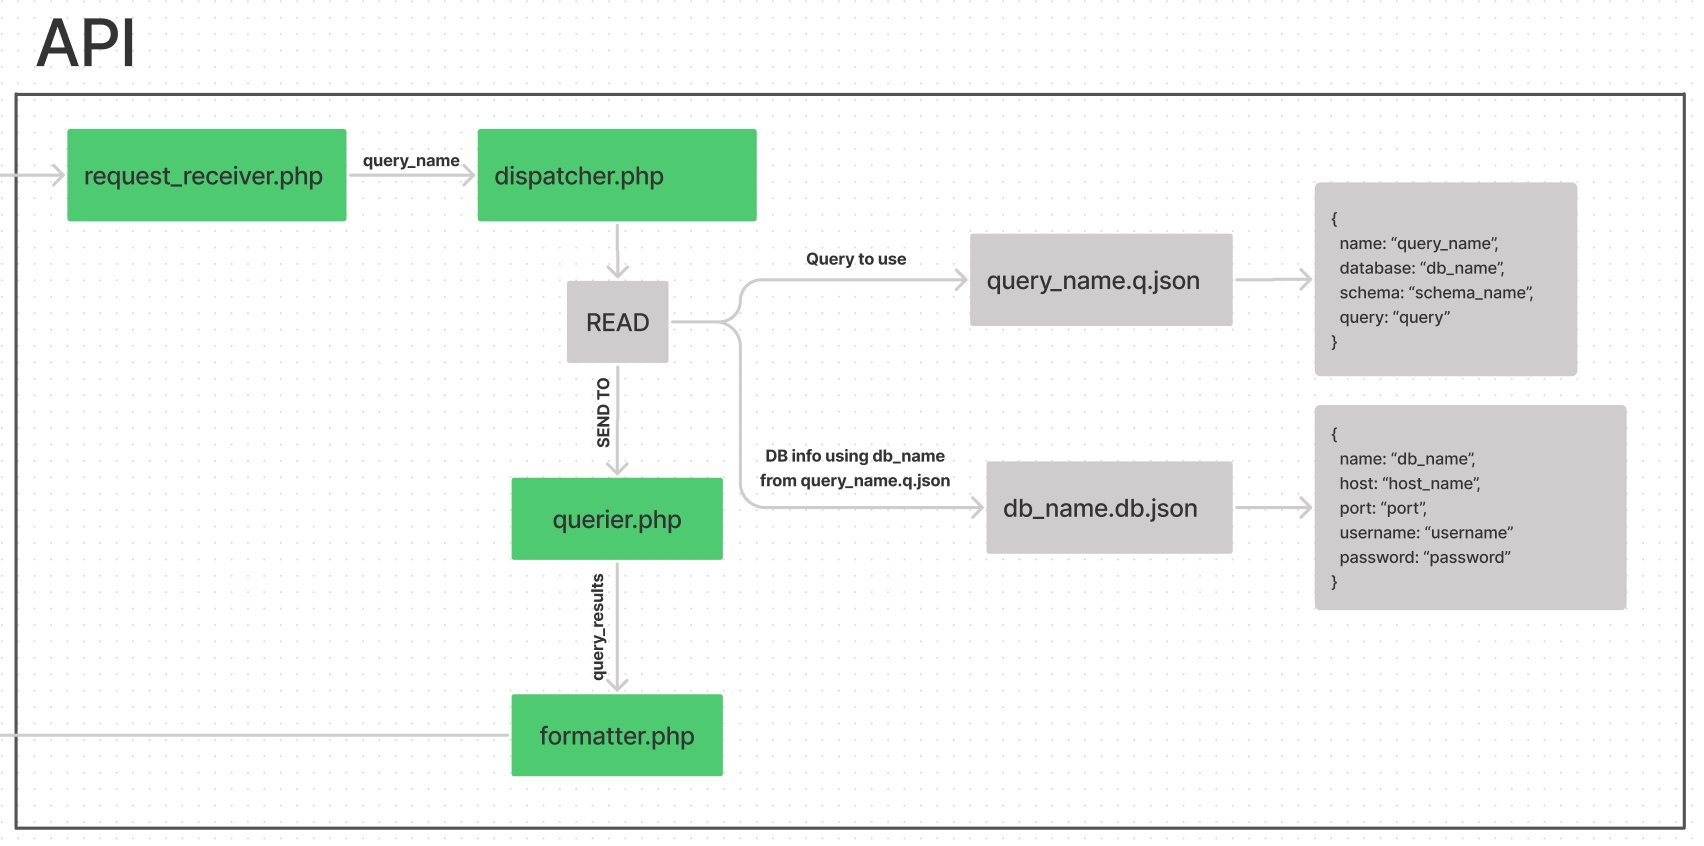 API
request_receiver.php
query_name
dispatcher.php
READ
Query to use
query_name.q.json
{
name: “query_name”,
database: “db_name”,
schema: “schema_name”,
query: “query”
}
SEND TO
DB info using db_name
from query_name.q.json
db_name.db.json
{
name: “db_name”,
host: “host_name”,
port: “port”,
username: “username”
password: “password”
}
querier.php
query_results
formatter.php